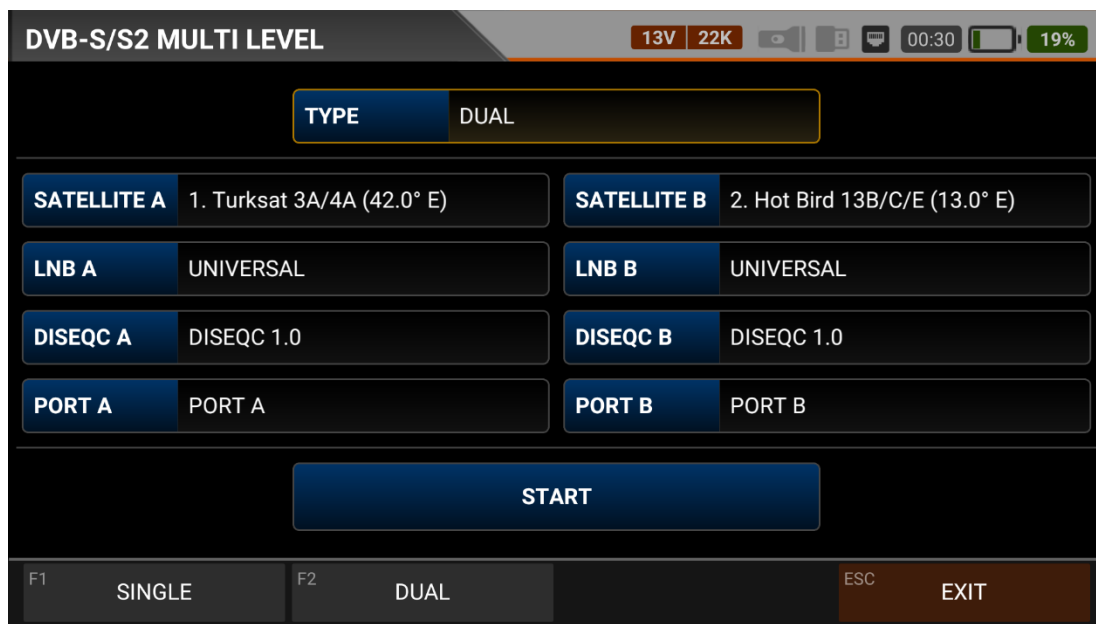 DVB-S/S2 MULTI LEVEL 13V 22K 00:30 19%
TYPE DUAL
SATELLITE A 1. Turksat 3A/4A (42.0° E) SATELLITE B 2. Hot Bird 13B/C/E (13.0° E)
LNB A UNIVERSAL LNB B UNIVERSAL
DISEQC A DISEQC 1.0 DISEQC B DISEQC 1.0
PORT A PORT A PORT B PORT B
START
F1 SINGLE F2 DUAL ESC EXIT